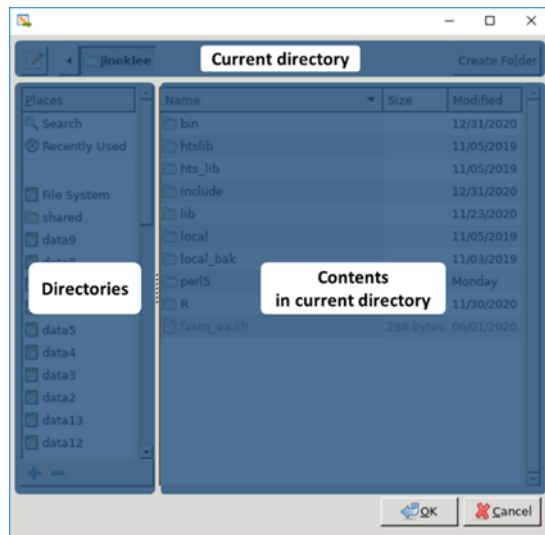 jinoklee
Current directory
Create Folder
Places
Name
Size
Modified
Search
Recently Used
File System
shared
data9
Directories
data5
data4
data3
data2
data13
data12
bin 12/31/2020
htslib 11/05/2019
hts_lib 11/05/2019
include 12/31/2020
lib 11/23/2020
local 11/05/2019
local_bak 11/03/2019
perl5 Monday
R 11/30/2020
fastq_aa.sh 288 bytes 06/01/2020
Contents
in current directory
OK
Cancel